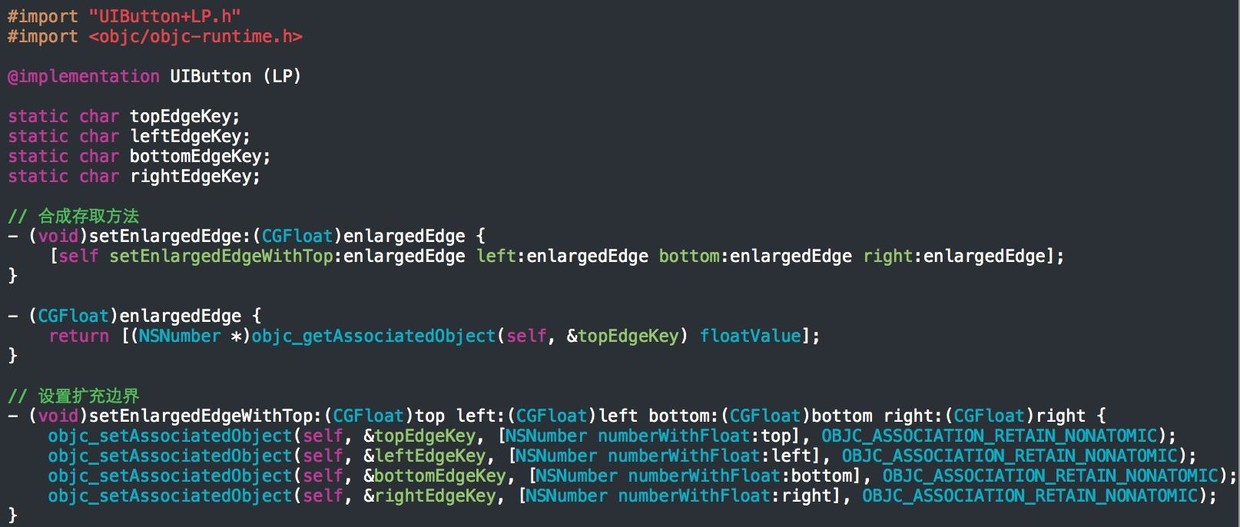 #import "UIButton+LP.h"
#import <objc/objc-runtime.h>
@implementation UIButton (LP)
static char topEdgeKey;
static char leftEdgeKey;
static char bottomEdgeKey;
static char rightEdgeKey;
// 合成存取方法
- (void)setEnlargedEdge:(CGFloat)enlargedEdge {
    [self setEnlargedEdgeWithTop:enlargedEdge left:enlargedEdge bottom:enlargedEdge right:enlargedEdge];
}
- (CGFloat)enlargedEdge {
    return [(NSNumber *)objc_getAssociatedObject(self, &topEdgeKey) floatValue];
}
// 设置扩充边界
- (void)setEnlargedEdgeWithTop:(CGFloat)top left:(CGFloat)left bottom:(CGFloat)bottom right:(CGFloat)right {
    objc_setAssociatedObject(self, &topEdgeKey, [NSNumber numberWithFloat:top], OBJC_ASSOCIATION_RETAIN_NONATOMIC);
    objc_setAssociatedObject(self, &leftEdgeKey, [NSNumber numberWithFloat:left], OBJC_ASSOCIATION_RETAIN_NONATOMIC);
    objc_setAssociatedObject(self, &bottomEdgeKey, [NSNumber numberWithFloat:bottom], OBJC_ASSOCIATION_RETAIN_NONATOMIC);
    objc_setAssociatedObject(self, &rightEdgeKey, [NSNumber numberWithFloat:right], OBJC_ASSOCIATION_RETAIN_NONATOMIC);
}